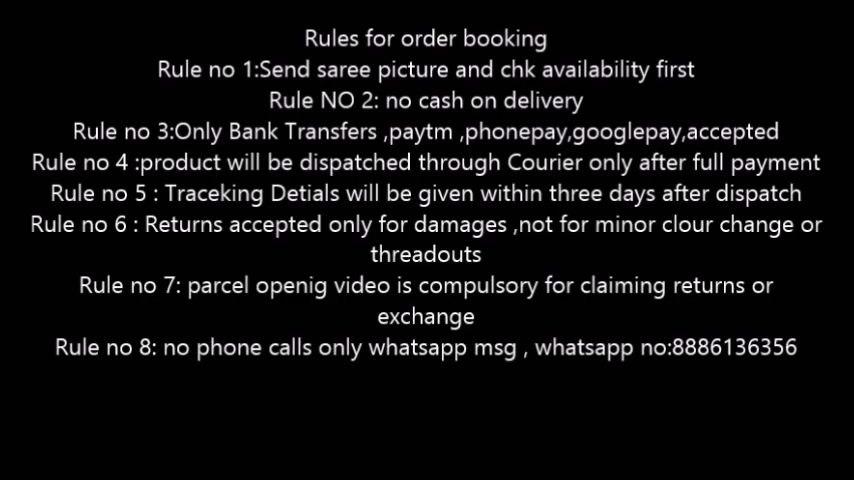 Rules for order booking
Rule no 1:Send saree picture and chk availability first
Rule NO 2: no cash on delivery
Rule no 3:Only Bank Transfers ,paytm ,phonepay,googlepay,accepted
Rule no 4 :product will be dispatched through Courier only after full payment
Rule no 5 : Traceking Detials will be given within three days after dispatch
Rule no 6 : Returns accepted only for damages ,not for minor clour change or
threadouts
Rule no 7: parcel openig video is compulsory for claiming returns or
exchange
Rule no 8: no phone calls only whatsapp msg , whatsapp no:8886136356